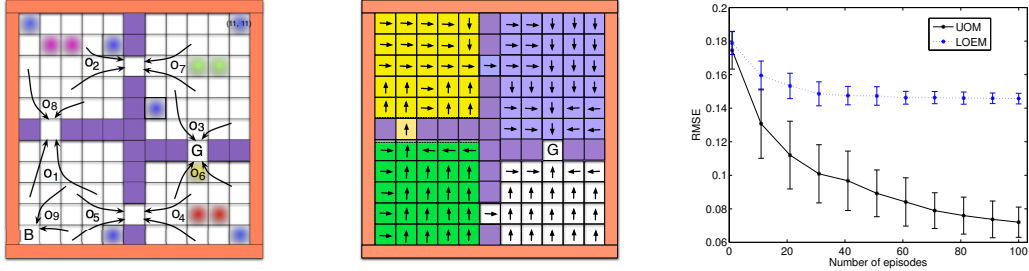 (11, 11)
o2
o7
o8
o3
G
o1
o6
o9
o5
o4
B
G
0.2
0.18
0.16
0.14
0.12
0.1
0.08
0.06
RMSE
UOM
LOEM
0 20 40 60 80 100
Number of episodes